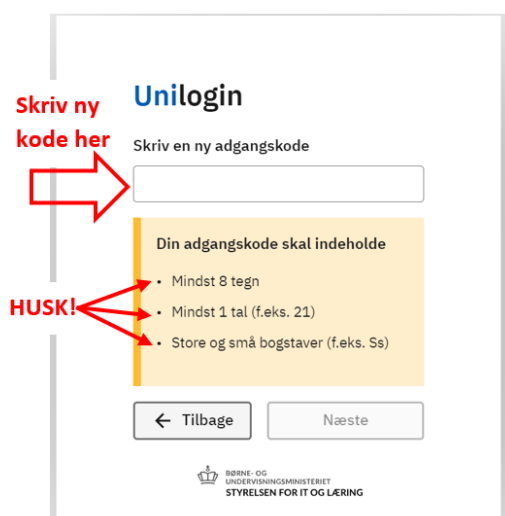 Unilogin
Skriv ny
kode her
Skriv en ny adgangskode
Din adgangskode skal indeholde
• Mindst 8 tegn
HUSK!
• Mindst 1 tal (f.eks. 21)
• Store og små bogstaver (f.eks. Ss)
← Tilbage
Næste
BØRNE- OG
UNDERVISNINGSMINISTERIET
STYRELSEN FOR IT OG LÆRING